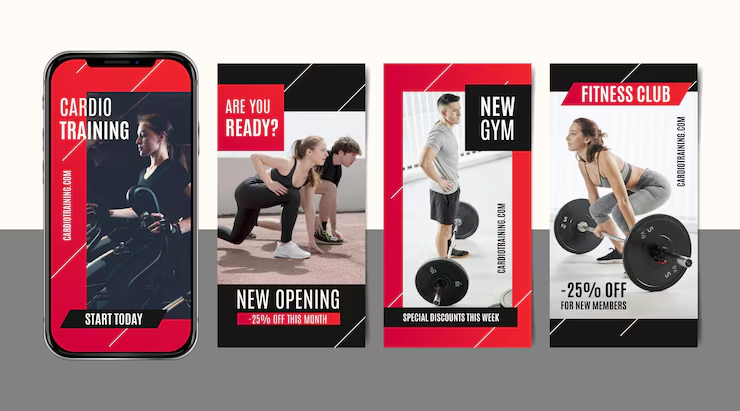 CARDIO
TRAINING
CARDIOTRAINING.COM
START TODAY
ARE YOU
READY?
NEW OPENING
-25% OFF THIS MONTH
NEW
GYM
CARDIOTRAINING.COM
SPECIAL DISCOUNTS THIS WEEK
FITNESS CLUB
CARDIOTRAINING.COM
-25% OFF
FOR NEW MEMBERS